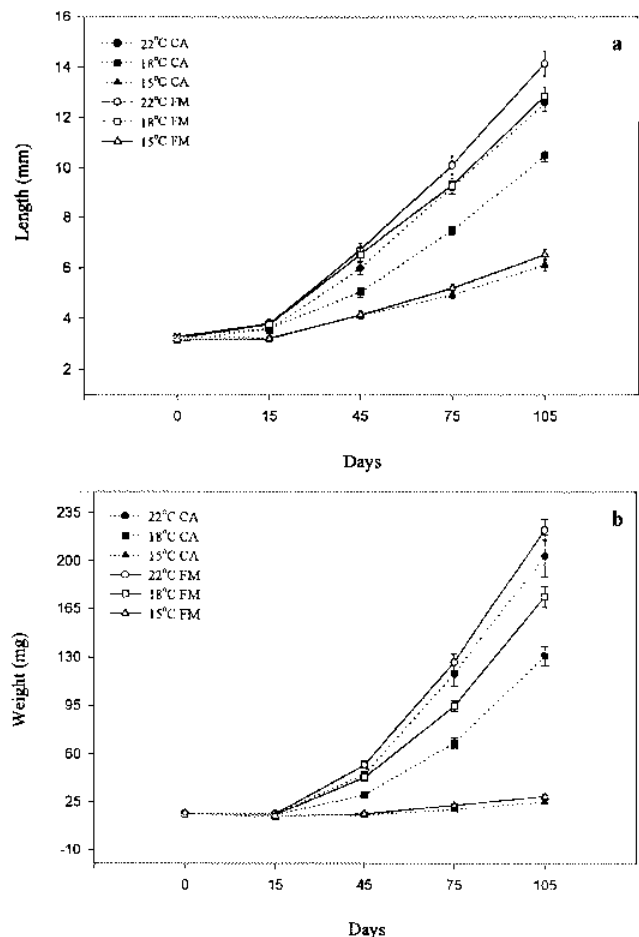 16
14
12
10
8
6
4
2
Length (mm)
a
22°C CA
18°C CA
15°C CA
22°C FM
18°C FM
15°C FM
0 15 45 75 105
Days
235
200
165
130
95
60
25
-10
Weight (mg)
b
22°C CA
18°C CA
15°C CA
22°C FM
18°C FM
15°C FM
0 15 45 75 105
Days